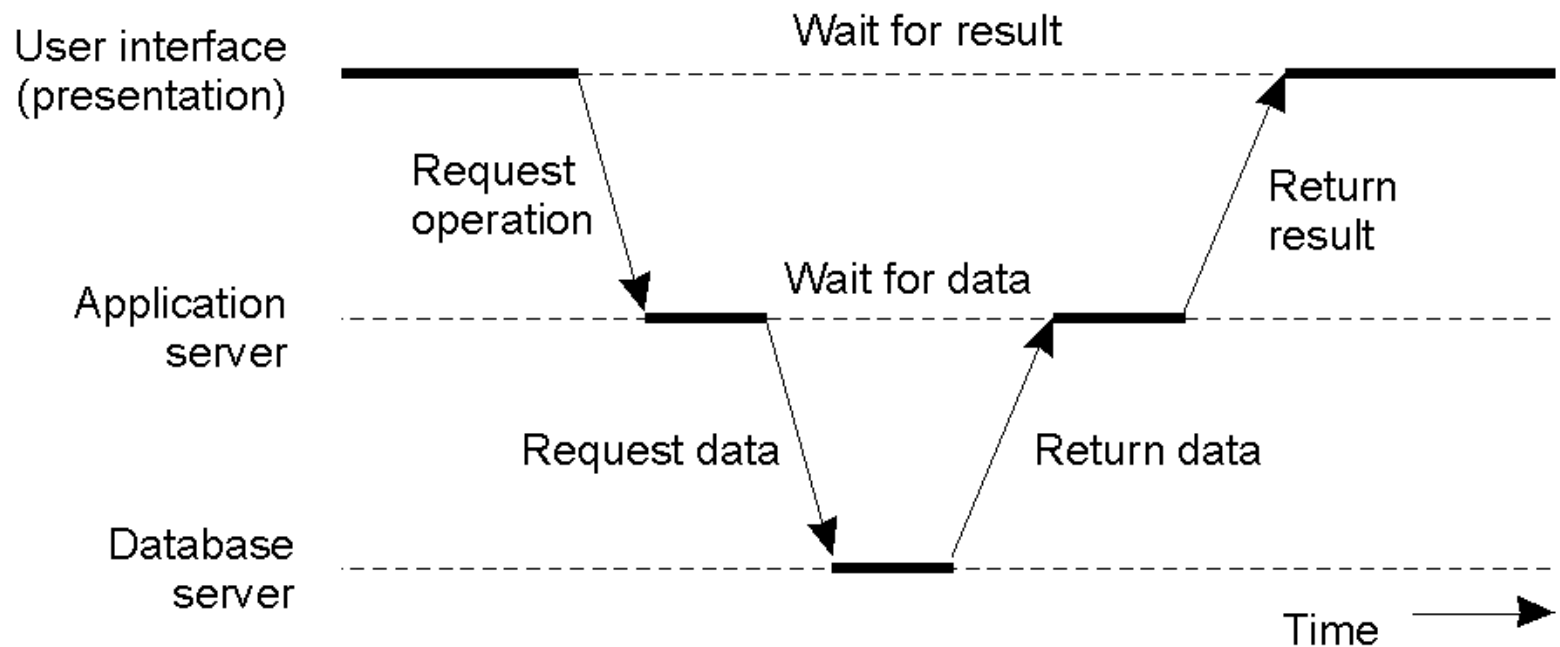 User interface
(presentation)
Wait for result
Request
operation
Return
result
Application
server
Wait for data
Request data
Return data
Database
server
Time